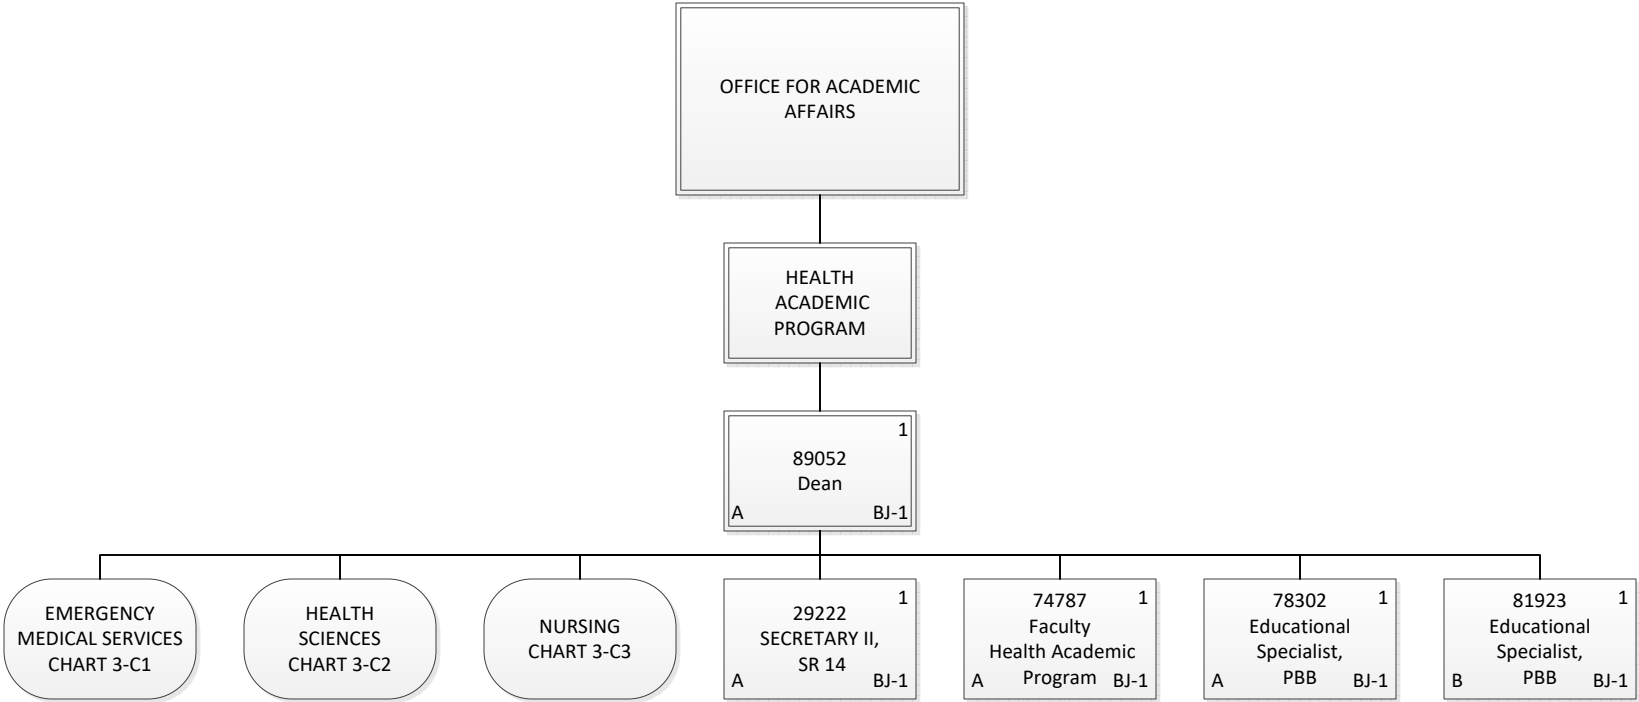 OFFICE FOR ACADEMIC
AFFAIRS
HEALTH
ACADEMIC
PROGRAM
1
89052
Dean
A BJ-1
EMERGENCY
MEDICAL SERVICES
CHART 3-C1
HEALTH
SCIENCES
CHART 3-C2
NURSING
CHART 3-C3
1
29222
SECRETARY II,
SR 14
A BJ-1
74787 1
Faculty
Health Academic
A Program BJ-1
78302 1
Educational
Specialist,
A PBB BJ-1
81923 1
Educational
Specialist,
B PBB BJ-1